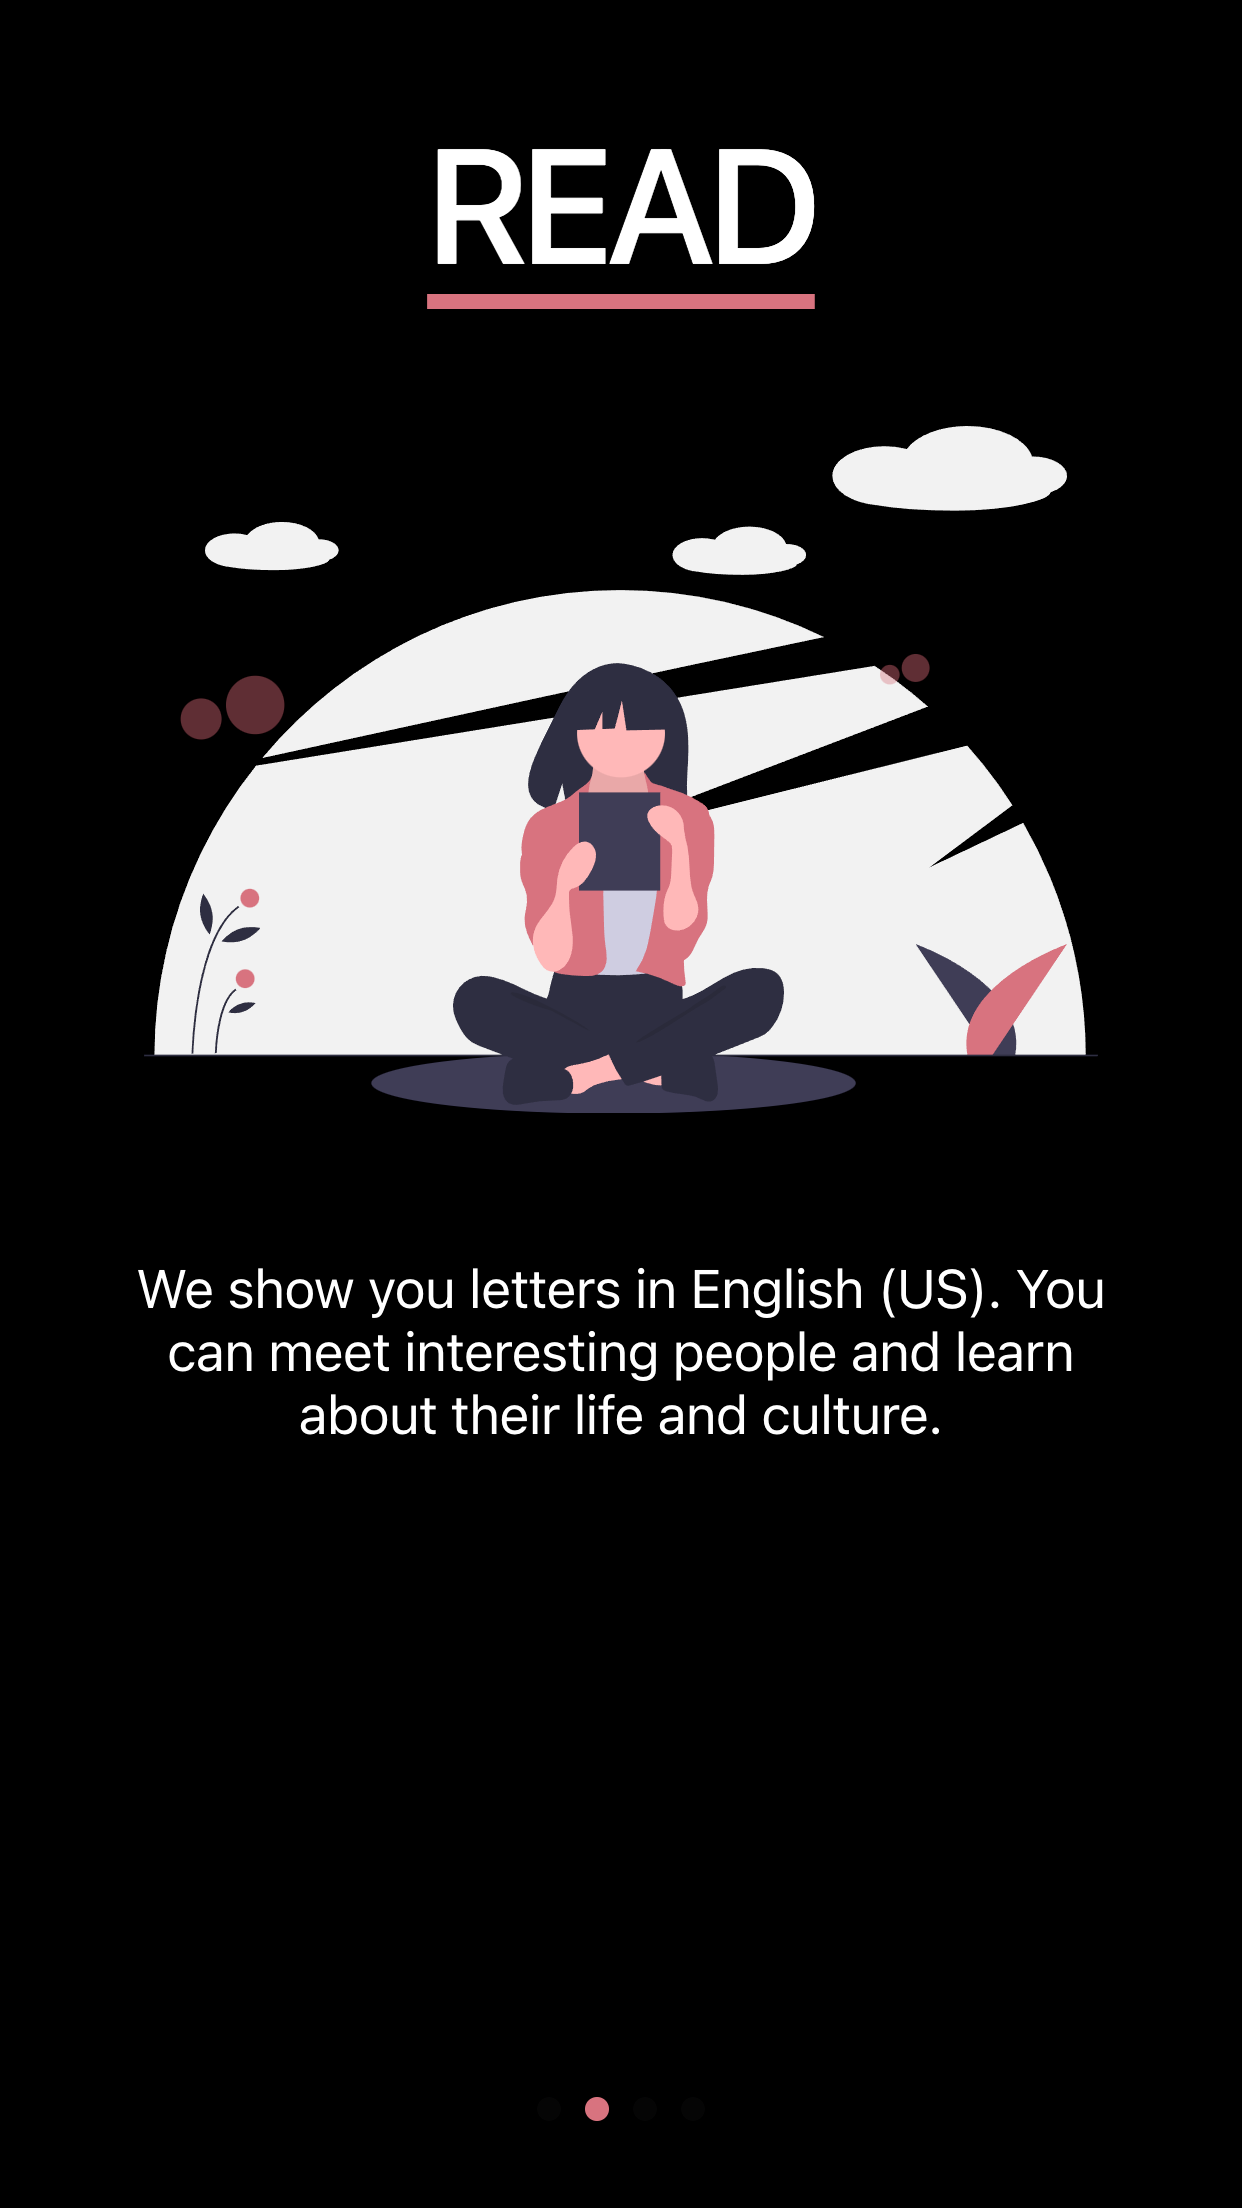 READ
We show you letters in English (US). You
can meet interesting people and learn
about their life and culture.